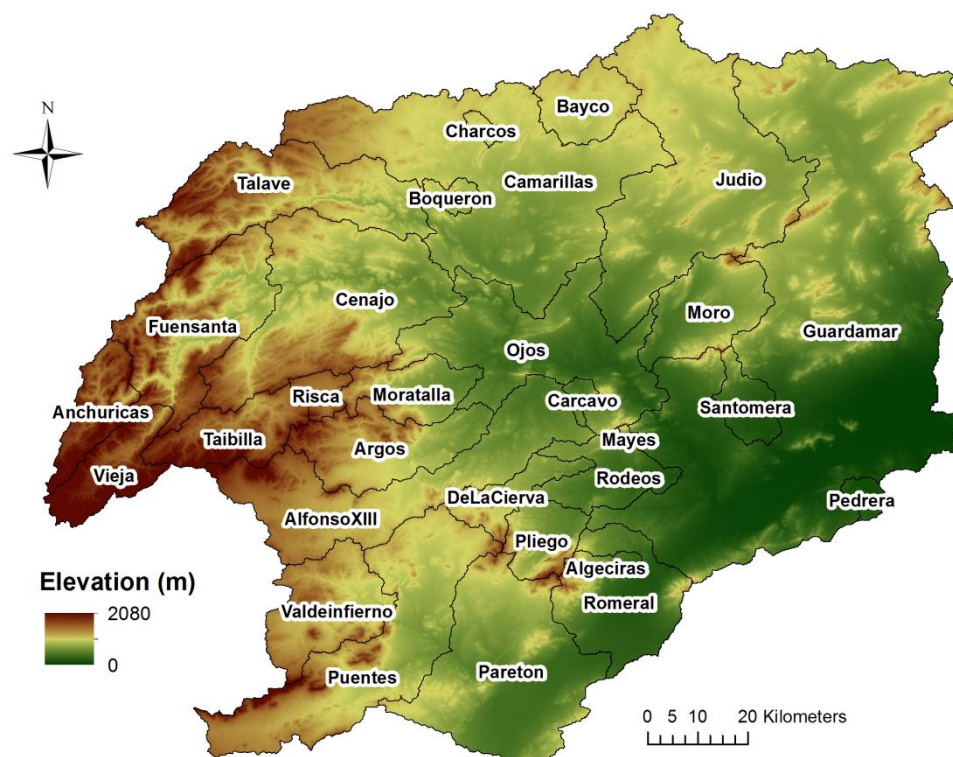 N
Bayco
Charcos
Talave
Boqueron
Camarillas
Judio
Fuensanta
Cenajo
Moro
Guardamar
Ojos
Anchuricas
Risca
Moratalla
Carcavo
Santomera
Taibilla
Argos
Mayes
Vieja
Rodeos
DeLaCierva
Pedrera
AlfonsoXIII
Pliego
Algeciras
Elevation (m)
Romeral
Valdeinfierno
2080
0
Puentes
Pareton
0 5 10 20 Kilometers